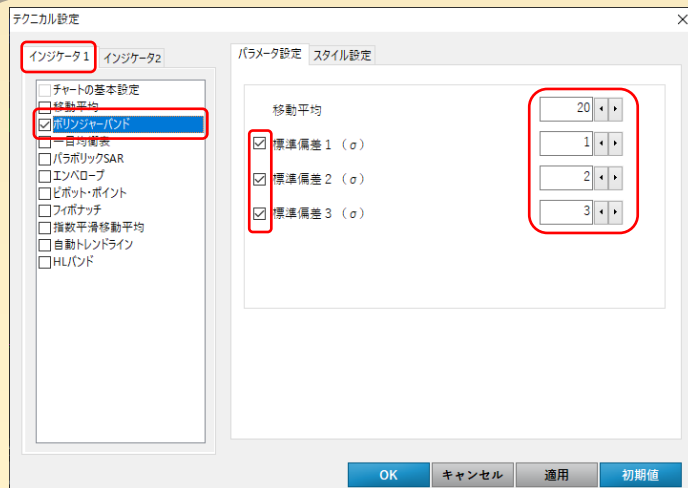 テクニカル設定
インジケータ1 インジケータ2
チャートの基本設定
移動平均
ボリンジャーバンド
一目均衡表
パラボリックSAR
エンベロープ
ピボット・ポイント
フィボナッチ
指数平滑移動平均
自動トレンドライン
HLバンド
パラメータ設定 スタイル設定
移動平均 20
標準偏差1（σ） 1
標準偏差2（σ） 2
標準偏差3（σ） 3
OK キャンセル 適用 初期値